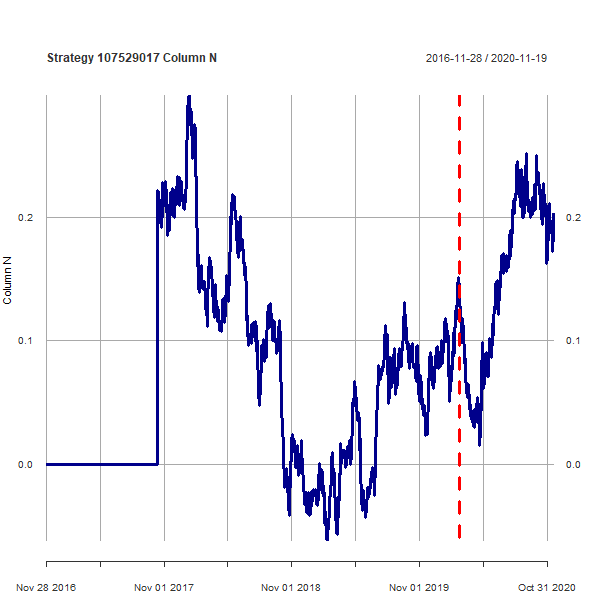 Strategy 107529017 Column N
2016-11-28 / 2020-11-19
Column N
0.2
0.2
0.1
0.1
0.0
0.0
Nov 28 2016
Nov 01 2017
Nov 01 2018
Nov 01 2019
Oct 31 2020